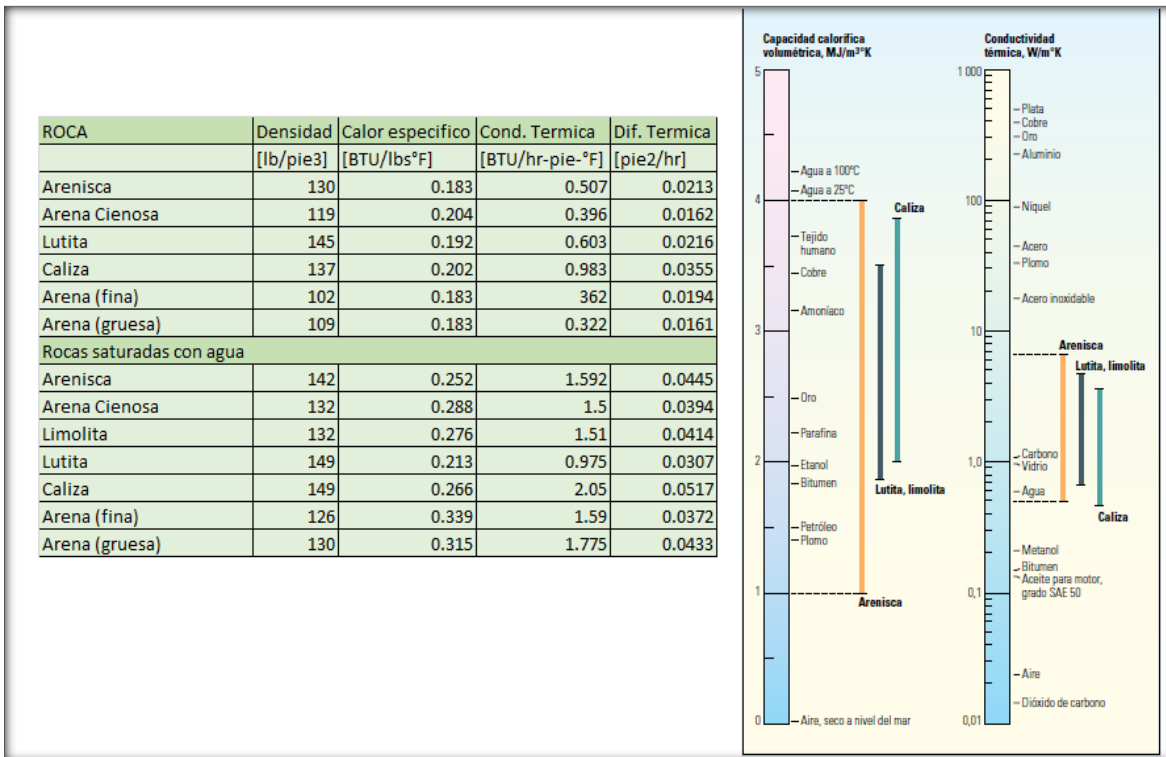 ROCA Densidad Calor especifico Cond. Termica Dif. Termica
[lb/pie3] [BTU/lbs°F] [BTU/hr-pie-°F] [pie2/hr]
Arenisca 130 0.183 0.507 0.0213
Arena Cienosa 119 0.204 0.396 0.0162
Lutita 145 0.192 0.603 0.0216
Caliza 137 0.202 0.983 0.0355
Arena (fina) 102 0.183 362 0.0194
Arena (gruesa) 109 0.183 0.322 0.0161
Rocas saturadas con agua
Arenisca 142 0.252 1.592 0.0445
Arena Cienosa 132 0.288 1.5 0.0394
Limolita 132 0.276 1.51 0.0414
Lutita 149 0.213 0.975 0.0307
Caliza 149 0.266 2.05 0.0517
Arena (fina) 126 0.339 1.59 0.0372
Arena (gruesa) 130 0.315 1.775 0.0433
Capacidad calorífica
volumétrica, MJ/m³°K
5
Agua a 100°C
Agua a 25°C
4
Caliza
Tejido
humano
Cobre
Amoníaco
3
Oro
Parafina
2
Etanol
Bitumen
Lutita, limolita
Petróleo
Plomo
1
Arenisca
0
Aire, seco a nivel del mar
Conductividad
térmica, W/m°K
1 000
Plata
Cobre
Oro
Aluminio
100
Níquel
Acero
Plomo
Acero inoxidable
10
Arenisca
Lutita, limolita
Carbono
1,0
Vidrio
Agua
Caliza
Metanol
Bitumen
Aceite para motor,
grado SAE 50
0,1
Aire
Dióxido de carbono
0,01